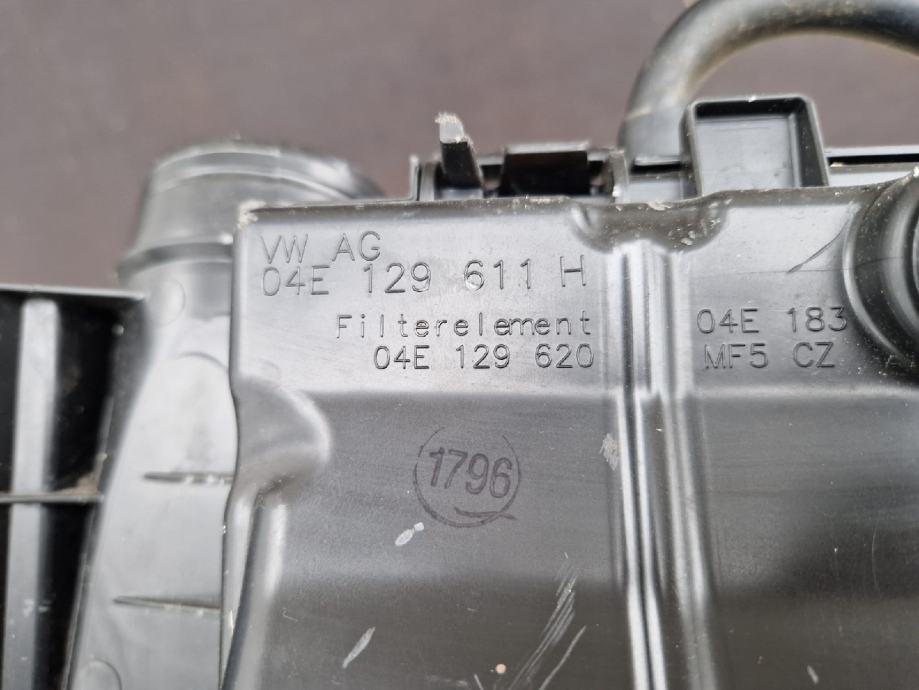 VW AG
04E 129 611 H
Filterelement
04E 129 620
04E 183
MF5 CZ
1796